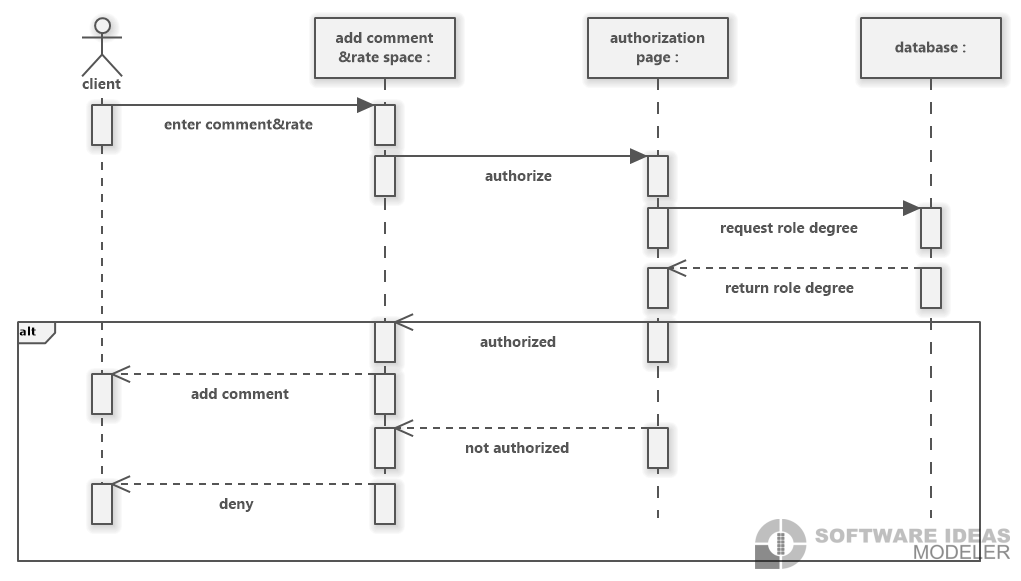 client
add comment
&rate space :
authorization
page :
database :
enter comment&rate
authorize
request role degree
return role degree
alt
authorized
add comment
not authorized
deny
SOFTWARE IDEAS
MODELER